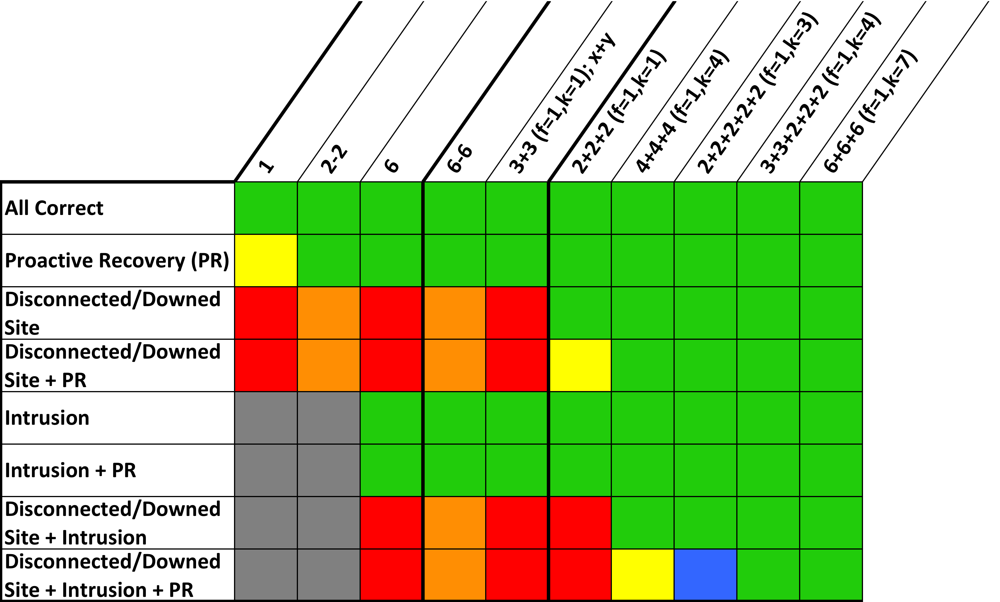 1
2-2
6
6-6
3+3 (f=1,k=1); x+y
2+2+2 (f=1,k=1)
4+4+4 (f=1,k=4)
2+2+2+2+2 (f=1,k=3)
3+3+2+2+2 (f=1,k=4)
6+6+6 (f=1,k=7)
All Correct
Proactive Recovery (PR)
Disconnected/Downed
Site
Disconnected/Downed
Site + PR
Intrusion
Intrusion + PR
Disconnected/Downed
Site + Intrusion
Disconnected/Downed
Site + Intrusion + PR